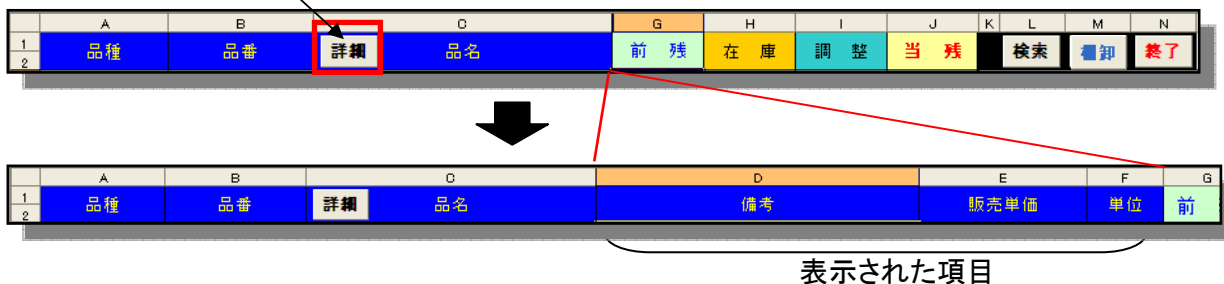 A B C G H I J K L M N
1 2 品種 品番 詳細 品名 前 残 在 庫 調 整 当 残 検索 棚卸 終了
A B C D E F G
1 2 品種 品番 詳細 品名 備考 販売単価 単位 前
表示された項目